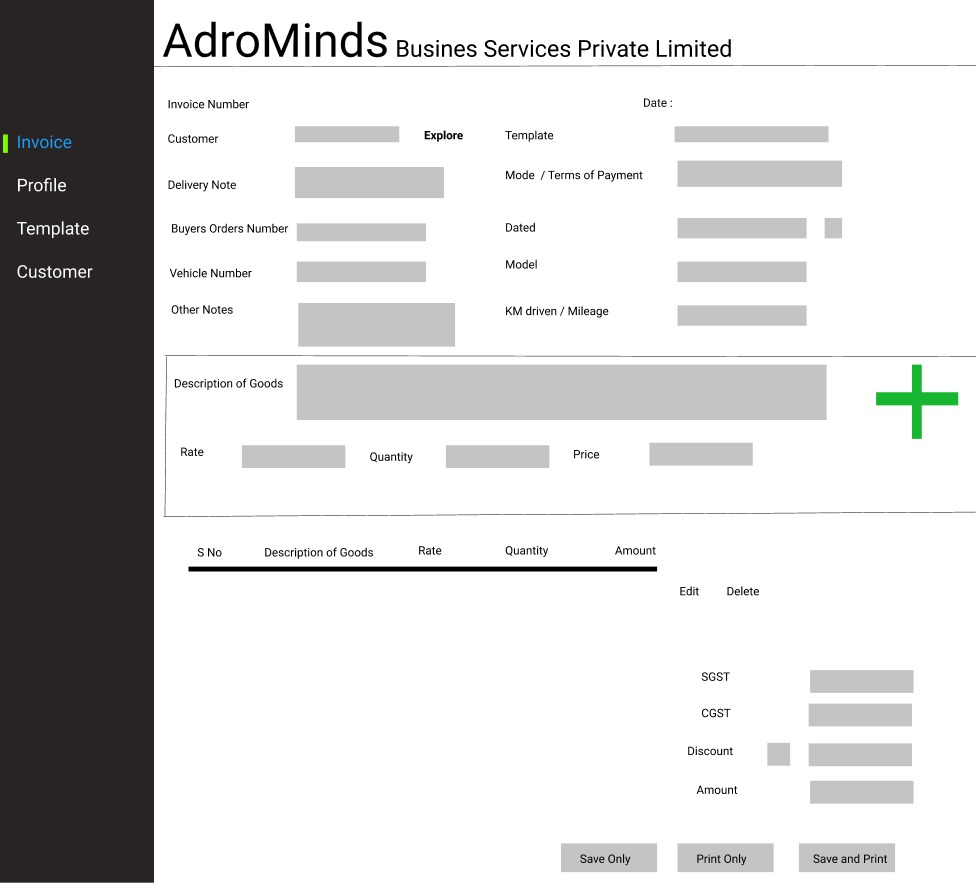 AdroMinds Busines Services Private Limited
Invoice
Profile
Template
Customer
Invoice Number
Date :
Customer
Explore
Template
Delivery Note
Mode / Terms of Payment
Buyers Orders Number
Dated
Vehicle Number
Model
Other Notes
KM driven / Mileage
Description of Goods
Rate
Quantity
Price
S No Description of Goods Rate Quantity Amount
Edit Delete
SGST
CGST
Discount
Amount
Save Only
Print Only
Save and Print